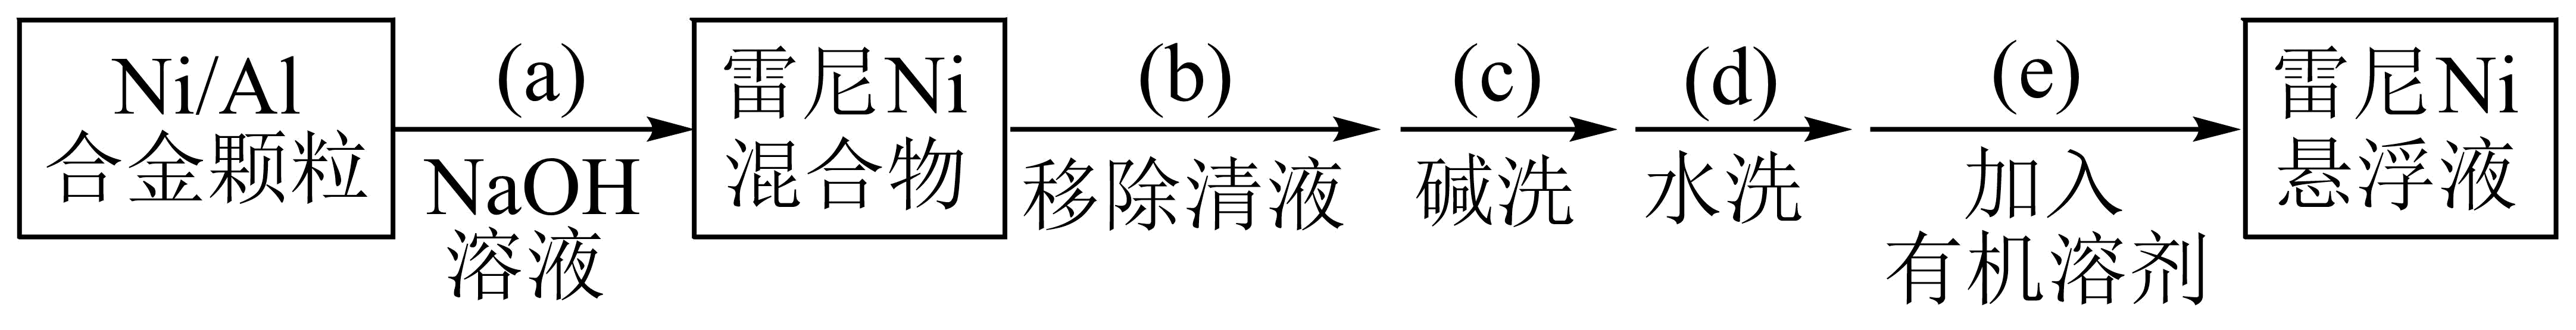 Ni/Al
合金颗粒
(a)
NaOH
溶液
雷尼Ni
混合物
(b)
移除清液
(c)
碱洗
(d)
水洗
(e)
加入
有机溶剂
雷尼Ni
悬浮液